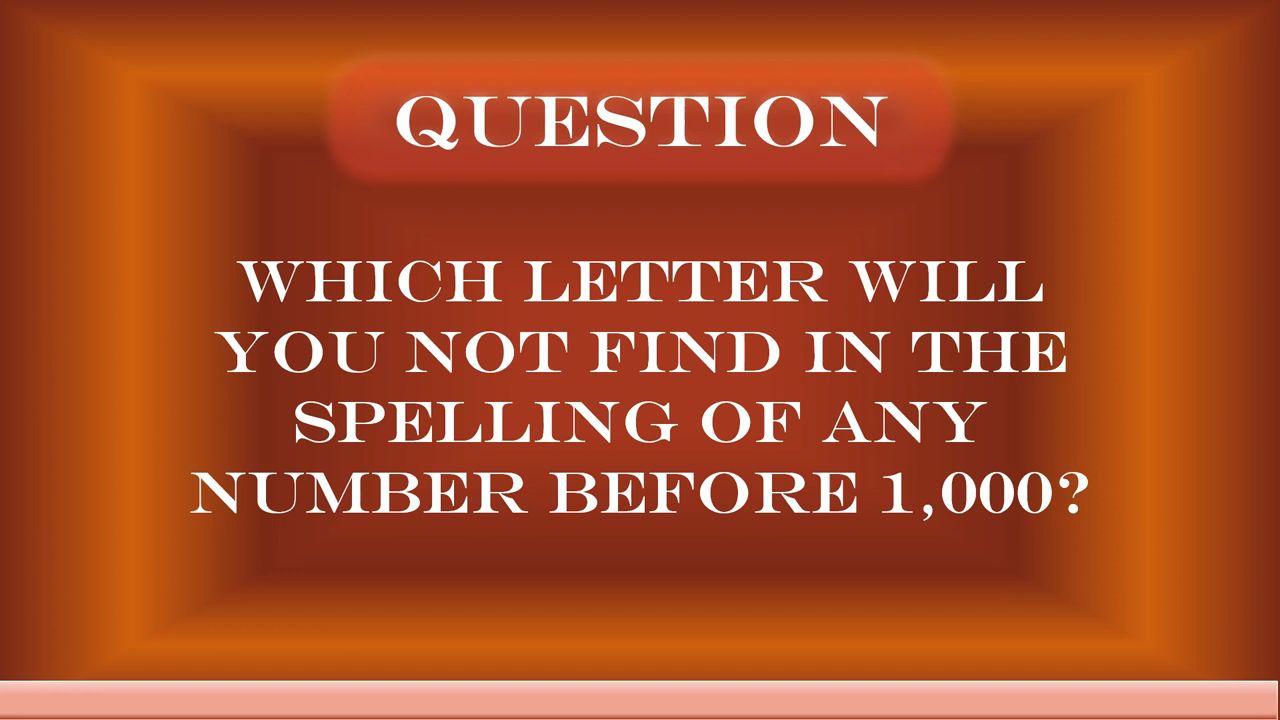 QUESTION
WHICH LETTER WILL
YOU NOT FIND IN THE
SPELLING OF ANY
NUMBER BEFORE 1,000?